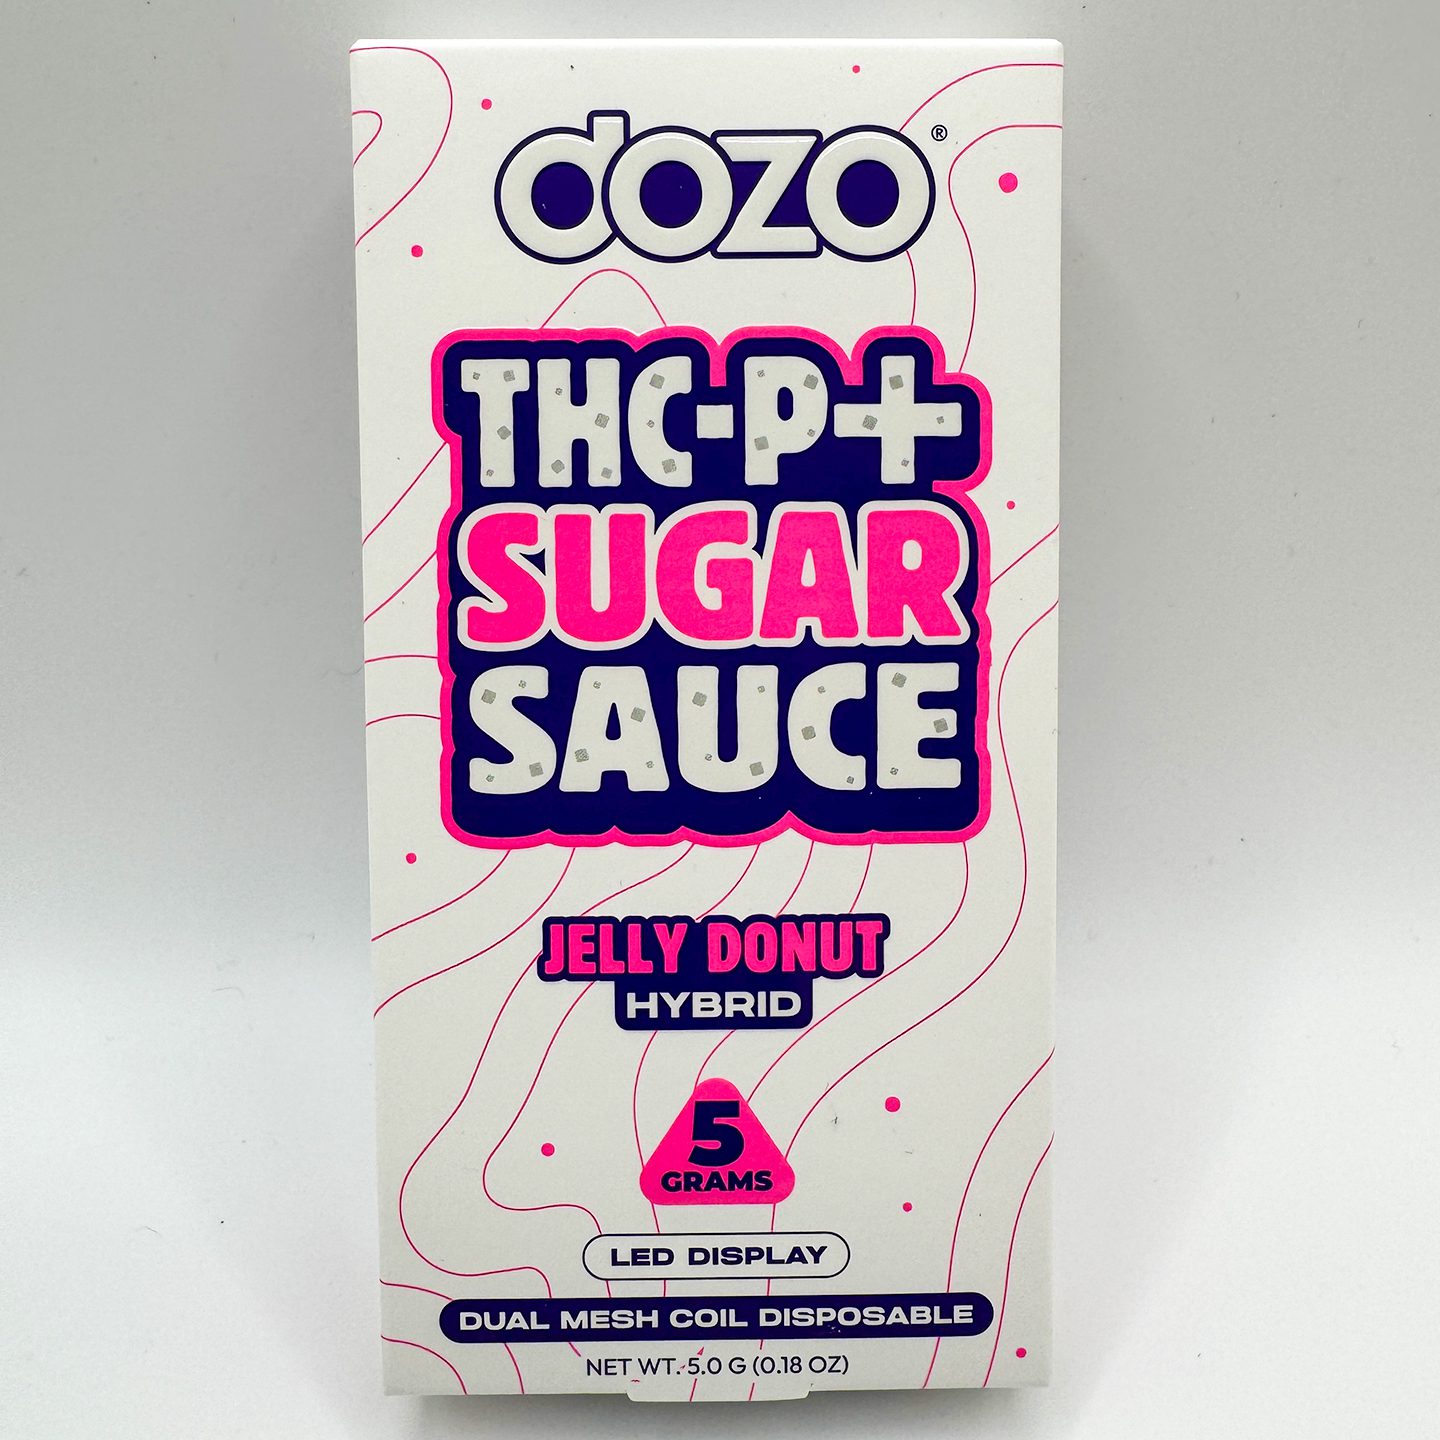 dozo®
THC-P+
SUGAR
SAUCE
JELLY DONUT
HYBRID
5
GRAMS
LED DISPLAY
DUAL MESH COIL DISPOSABLE
NET WT. 5.0 G (0.18 OZ)